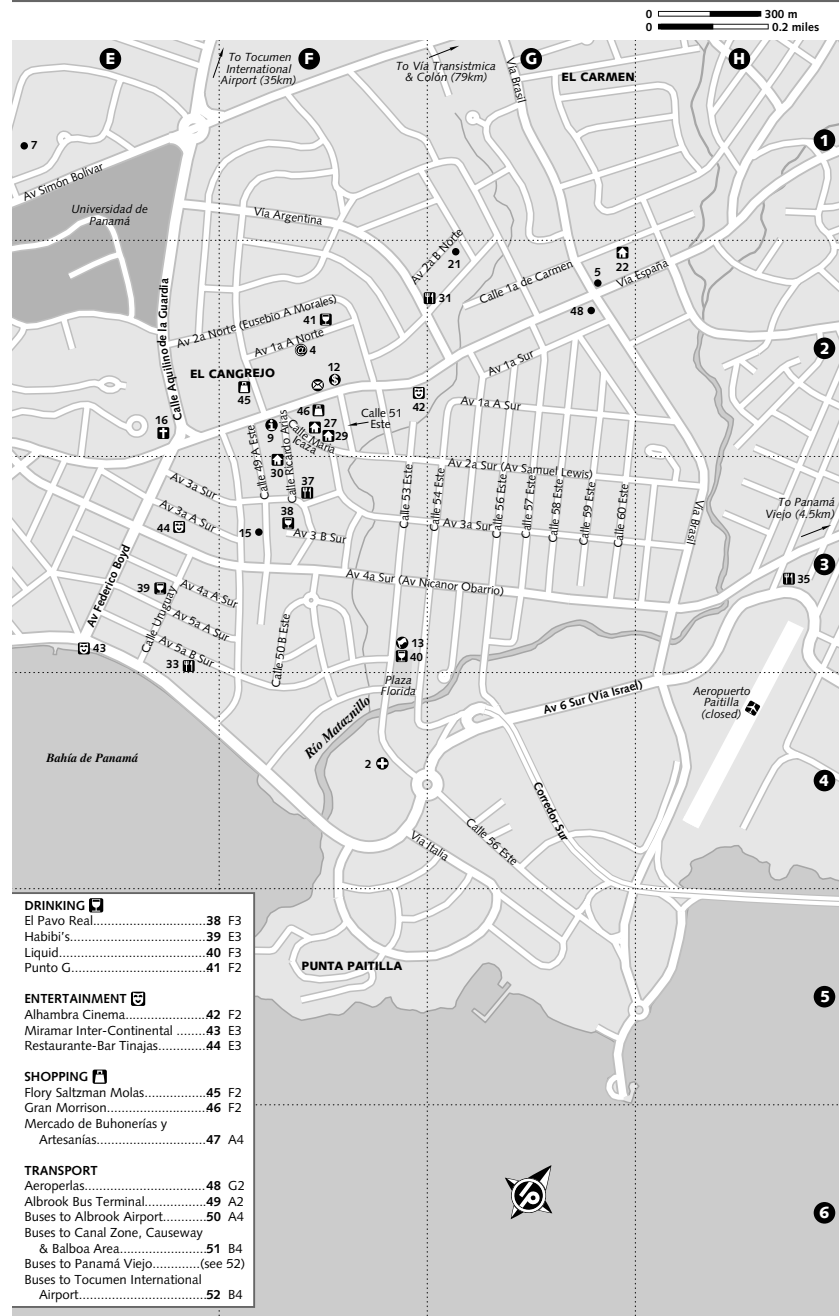 0 300 m
0 0.2 miles
E F G H
To Tocumen
International
Airport (35km)
To Vía Transístmica
& Colón (79km)
Vía Brasil
EL CARMEN
1
7
Av Simón Bolívar
Universidad de
Panamá
Vía Argentina
Av 2a B Norte
21
Calle 1a de Carmen
22
5
Vía España
31
48
Calle Aquilino de la Guardia
Av 2a Norte (Eusebio A Morales)
41
Av 1a A Norte
4
2
12
EL CANGREJO
45
Av 1a Sur
42
Av 1a A Sur
46
27
Calle 51
Este
16
9
Calle María
Icaza
29
Calle 49 A Este
Calle Ricardo Arias
30
37
Av 2a Sur (Av Samuel Lewis)
Calle 53 Este
Calle 54 Este
Calle 56 Este
Calle 57 Este
Calle 58 Este
Calle 59 Este
Calle 60 Este
Vía Brasil
To Panamá
Viejo (4.5km)
Av 3a Sur
Av 3a A Sur
44
38
15
Av 3 B Sur
Av 3a Sur
3
35
Av Federico Boyd
39
Av 4a Sur (Av Nicanor Obarrio)
Av 4a A Sur
Av 5a A Sur
Calle Uruguay
Av 5a B Sur
Calle 50 B Este
43
33
13
40
Plaza
Florida
Av 6 Sur (Vía Israel)
Aeropuerto
Paitilla
(closed)
Río Mataznillo
Bahía de Panamá
2
4
Corredor Sur
Calle 56 Este
Vía Italia
PUNTA PAITILLA
5
6
DRINKING
El Pavo Real..............................38 F3
Habibi's....................................39 E3
Liquid.......................................40 F3
Punto G....................................41 F2
ENTERTAINMENT
Alhambra Cinema......................42 F2
Miramar Inter-Continental .......43 E3
Restaurante-Bar Tinajas.............44 E3
SHOPPING
Flory Saltzman Molas.................45 F2
Gran Morrison...........................46 F2
Mercado de Buhonerías y
Artesanías..............................47 A4
TRANSPORT
Aeroperlas................................48 G2
Albrook Bus Terminal.................49 A2
Buses to Albrook Airport............50 A4
Buses to Canal Zone, Causeway
& Balboa Area........................51 B4
Buses to Panamá Viejo...........(see 52)
Buses to Tocumen International
Airport...................................52 B4